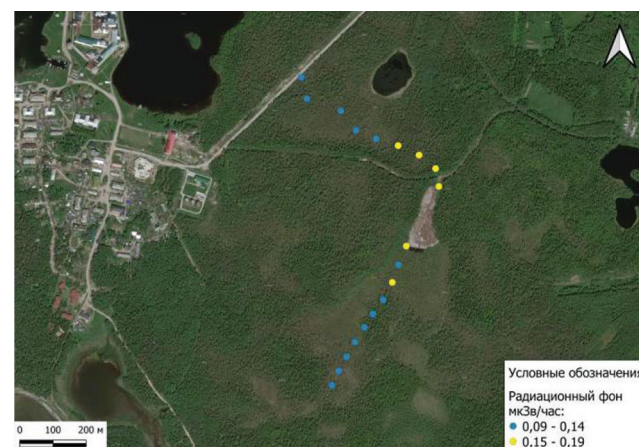 Условные обозначения
Радиационный фон
мкЗв/час:
0,09 - 0,14
0,15 - 0,19
0 100 200 м